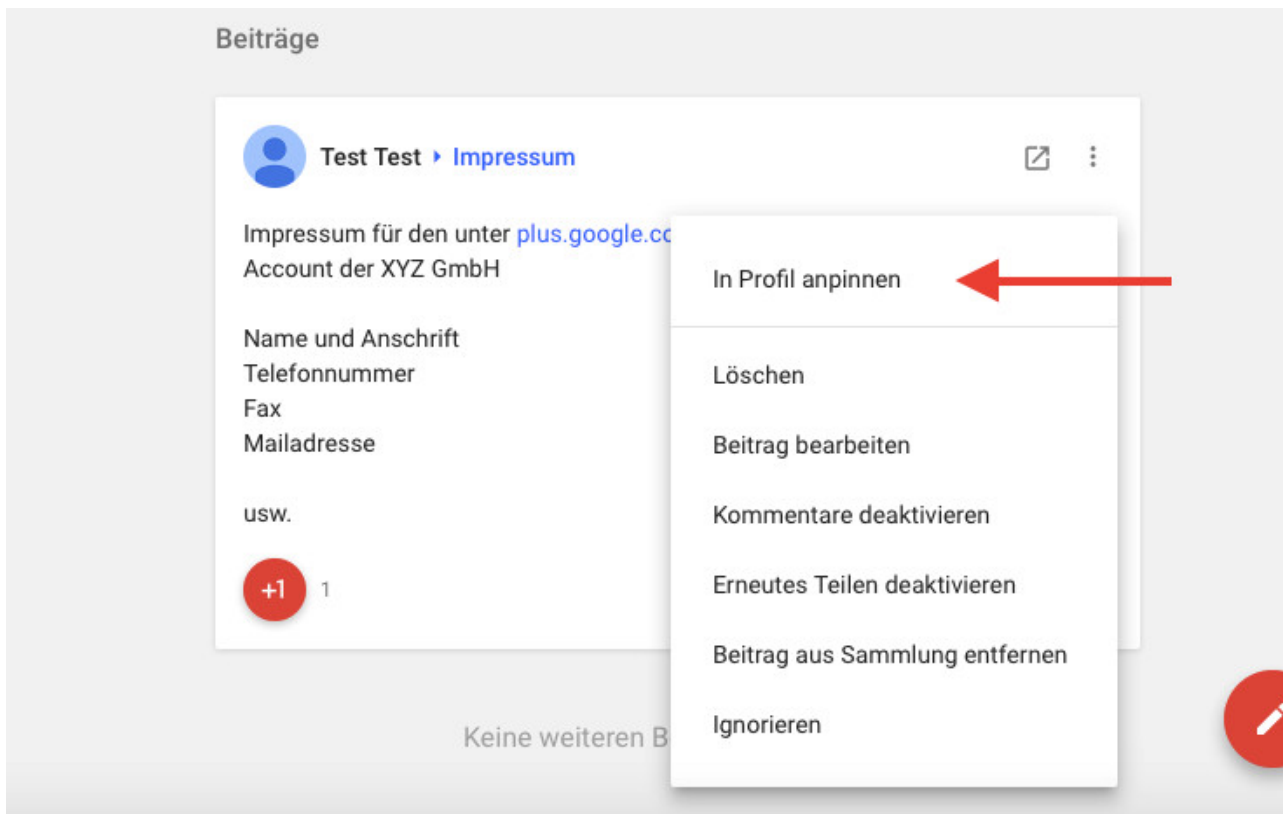 Beiträge
Test Test Impressum
Impressum für den unter plus.google.co
Account der XYZ GmbH
Name und Anschrift
Telefonnummer
Fax
Mailadresse
usw.
+1 1
Keine weiteren B
In Profil anpinnen
Löschen
Beitrag bearbeiten
Kommentare deaktivieren
Erneutes Teilen deaktivieren
Beitrag aus Sammlung entfernen
Ignorieren